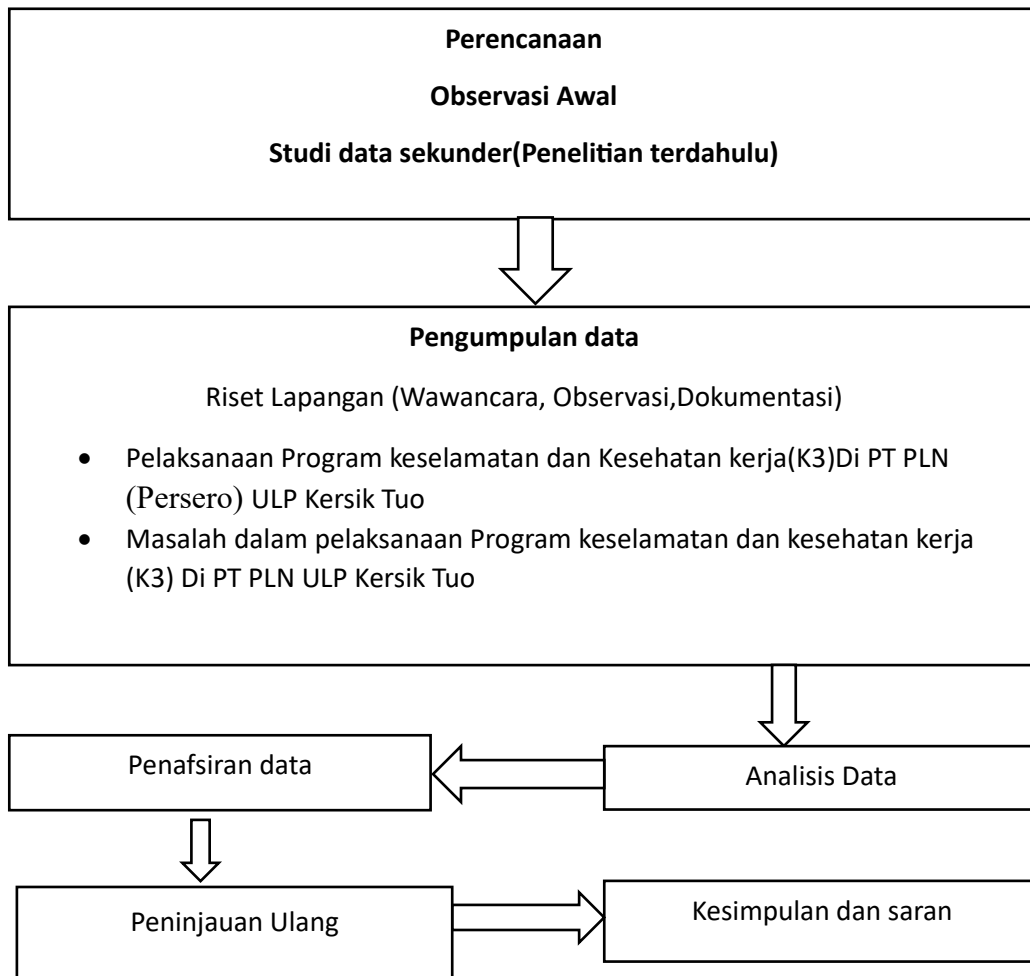 Perencanaan
Observasi Awal
Studi data sekunder(Penelitian terdahulu)
Pengumpulan data
Riset Lapangan (Wawancara, Observasi,Dokumentasi)
• Pelaksanaan Program keselamatan dan Kesehatan kerja(K3)Di PT PLN
(Persero) ULP Kersik Tuo
• Masalah dalam pelaksanaan Program keselamatan dan kesehatan kerja
(K3) Di PT PLN ULP Kersik Tuo
Penafsiran data
Analisis Data
Peninjauan Ulang
Kesimpulan dan saran